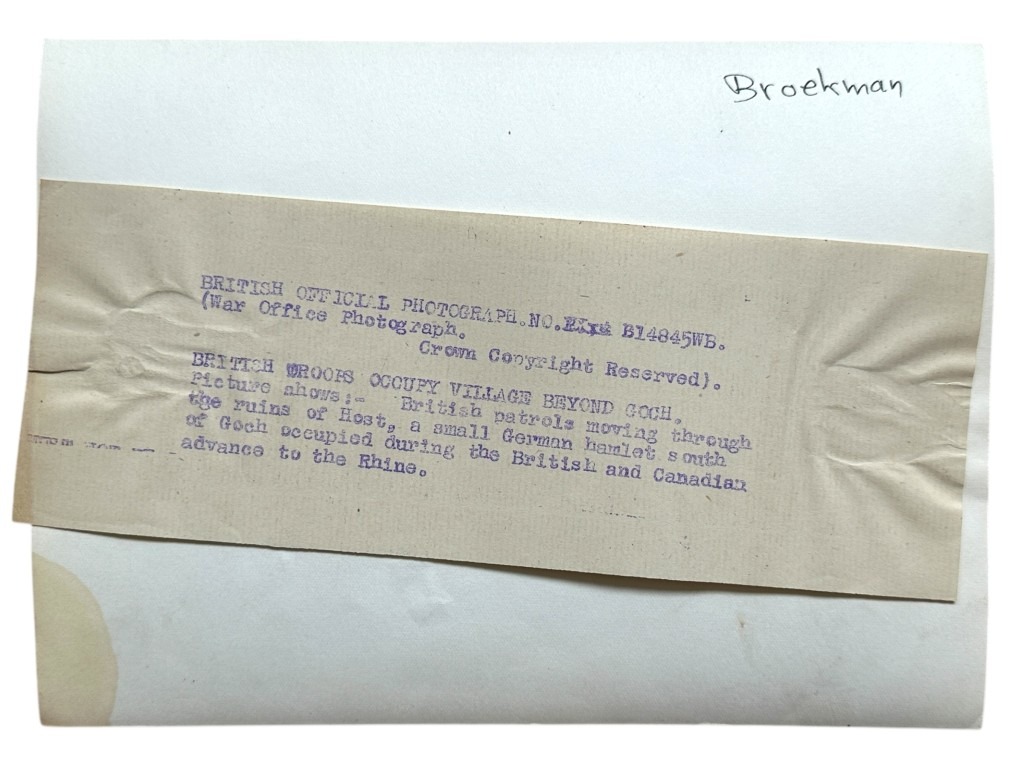 Broekman
BRITISH OFFICIAL PHOTOGRAPH.NO. B14845WB.
(War Office Photograph.
Crown Copyright Reserved).
BRITISH TROOPS OCCUPY VILLAGE BEYOND GOCH.
Picture shows:- British patrols moving through
the ruins of Host, a small German hamlet south
of Goch occupied during the British and Canadian
advance to the Rhine.